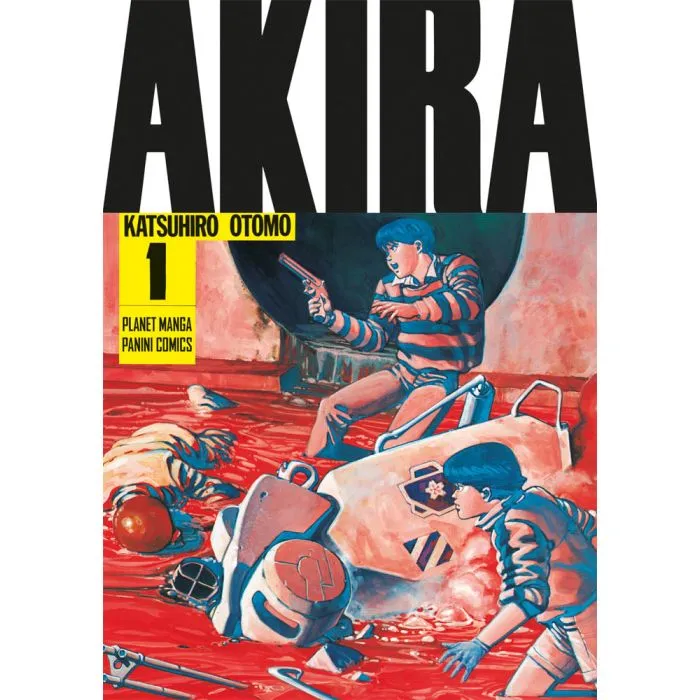 AKIRA
KATSUHIRO OTOMO
1
PLANET MANGA
PANINI COMICS